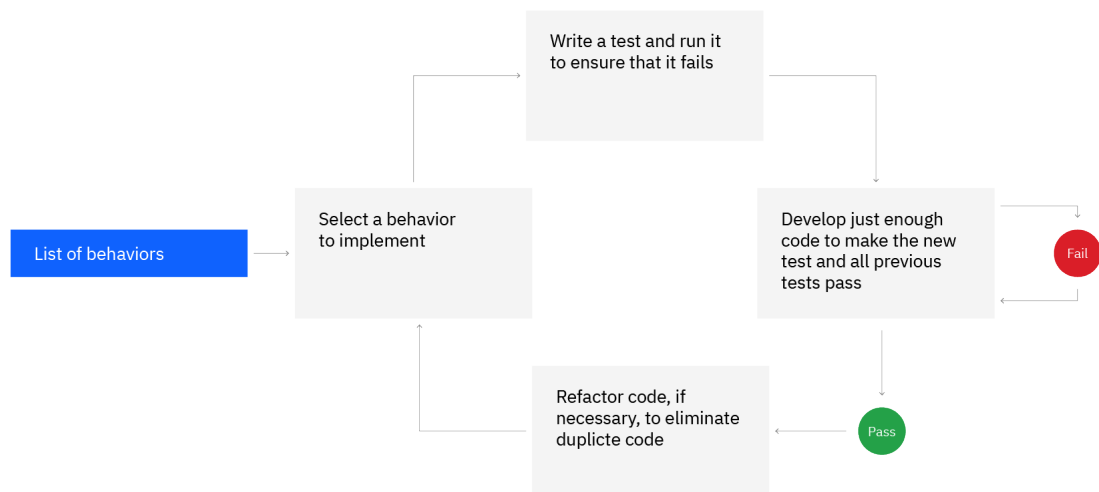 Write a test and run it
to ensure that it fails
Select a behavior
to implement
List of behaviors
Develop just enough
code to make the new
test and all previous
tests pass
Fail
Refactor code, if
necessary, to eliminate
duplicte code
Pass